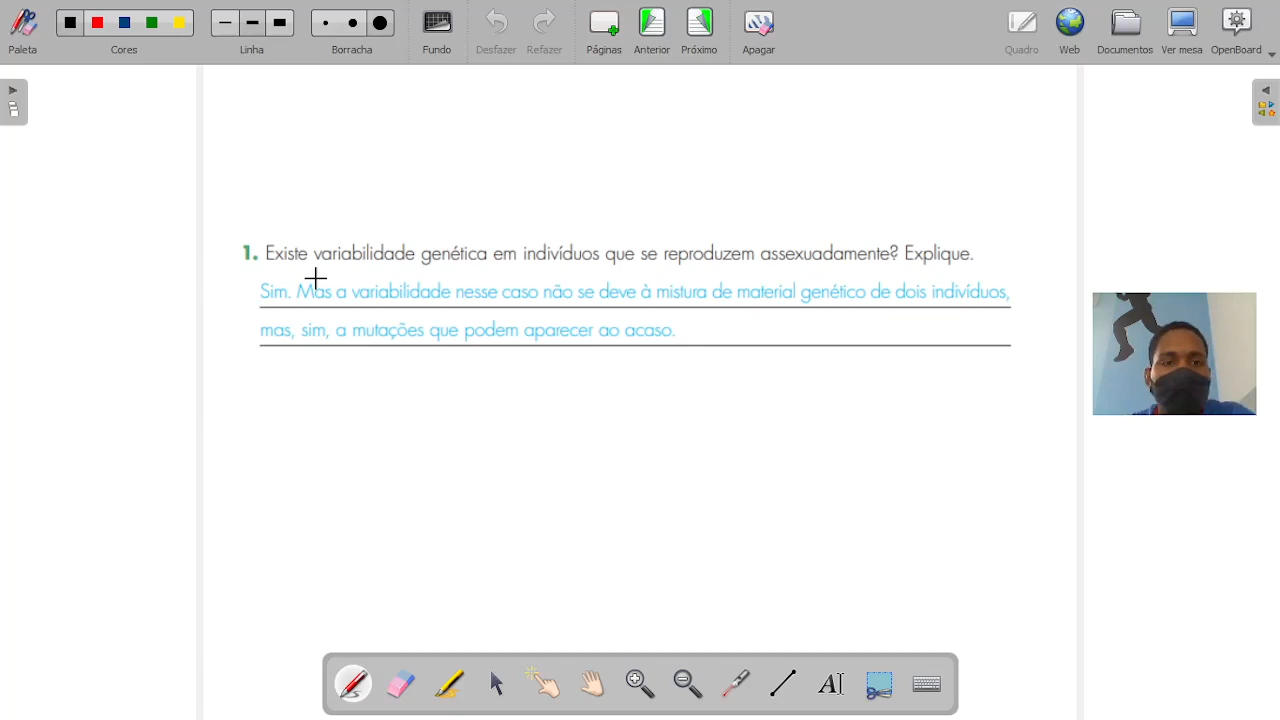 Paleta
Cores
Linha
Borracha
Fundo
Desfazer
Refazer
Páginas
Anterior
Próximo
Apagar
Quadro
Web
Documentos
Ver mesa
OpenBoard
1. Existe variabilidade genética em indivíduos que se reproduzem assexuadamente? Explique.
Sim. Mas a variabilidade nesse caso não se deve à mistura de material genético de dois indivíduos,
mas, sim, a mutações que podem aparecer ao acaso.
AI